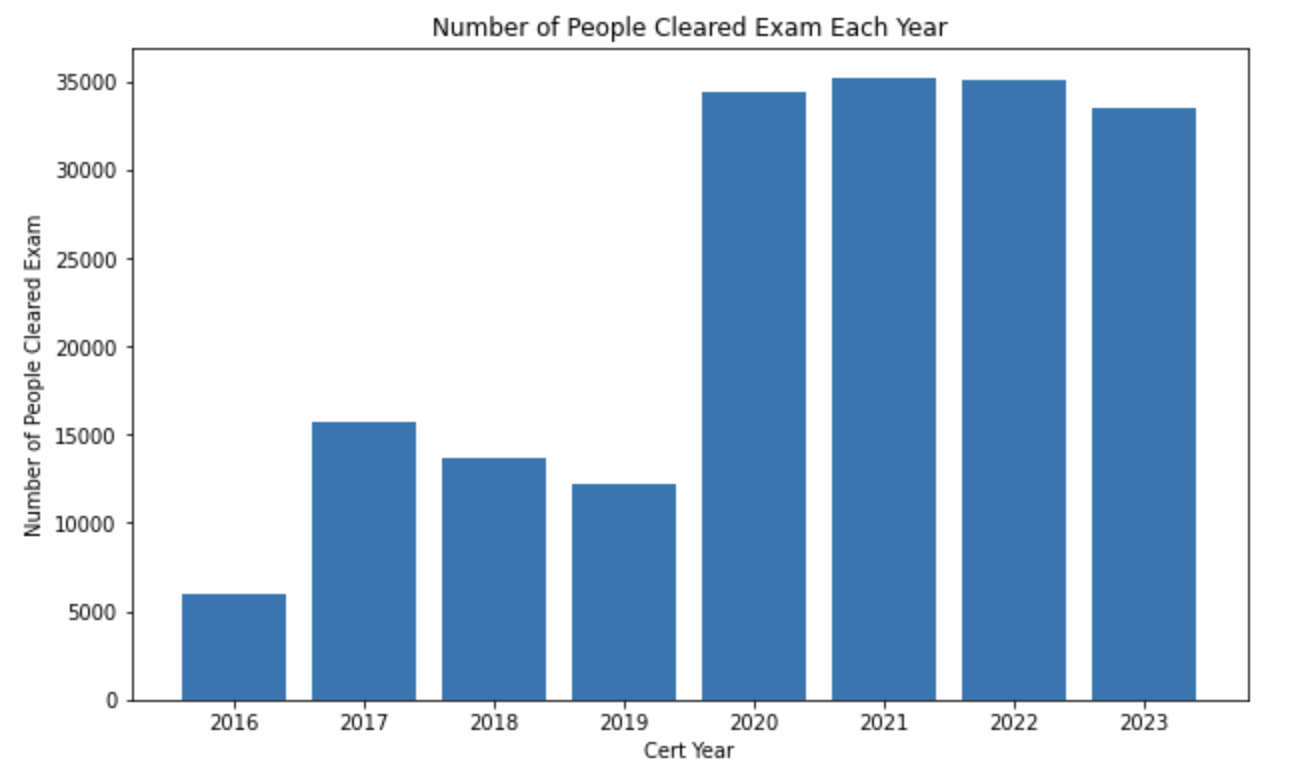 Number of People Cleared Exam Each Year
Number of People Cleared Exam
35000
30000
25000
20000
15000
10000
5000
0
2016 2017 2018 2019 2020 2021 2022 2023
Cert Year